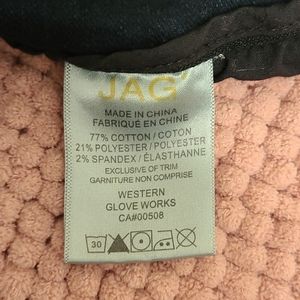 JAG
MADE IN CHINA
FABRIQUÉ EN CHINE
77% COTTON / COTON
21% POLYESTER / POLYESTER
2% SPANDEX / ÉLASTHANNE
EXCLUSIVE OF TRIM
GARNITURE NON COMPRISE
WESTERN
GLOVE WORKS
CA#00508
30